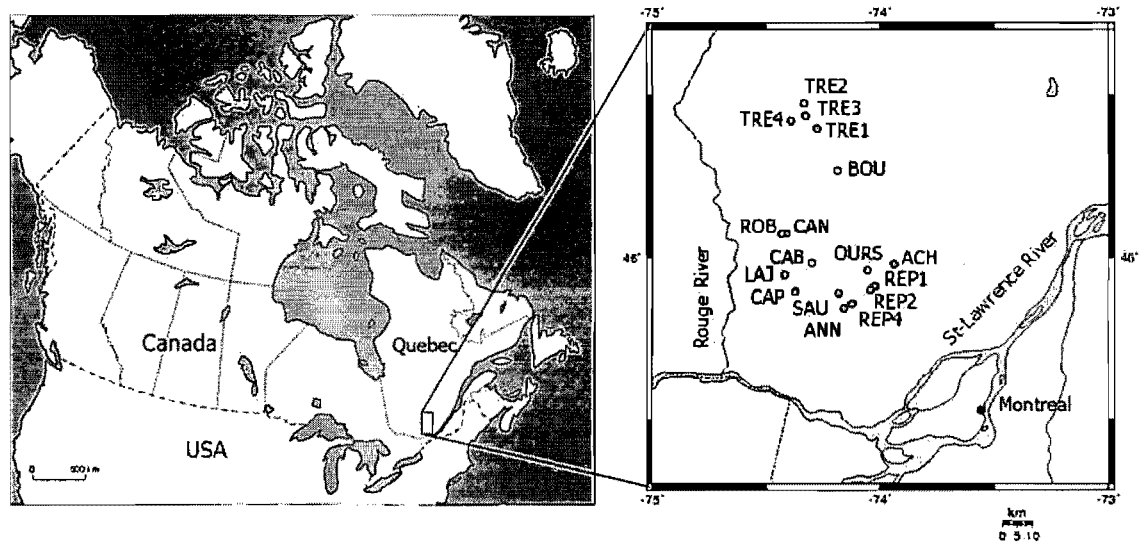 Canada
Quebec
USA
0 500 km
-75° -74° -73°
TRE2
TRE3
TRE4
TRE1
BOU
ROB CAN
CAB OURS ACH
LAJ REP1
CAP SAU REP2
ANN REP4
46° 46°
Rouge River
St-Lawrence River
Montreal
-75° -74° -73°
km
0 5 10